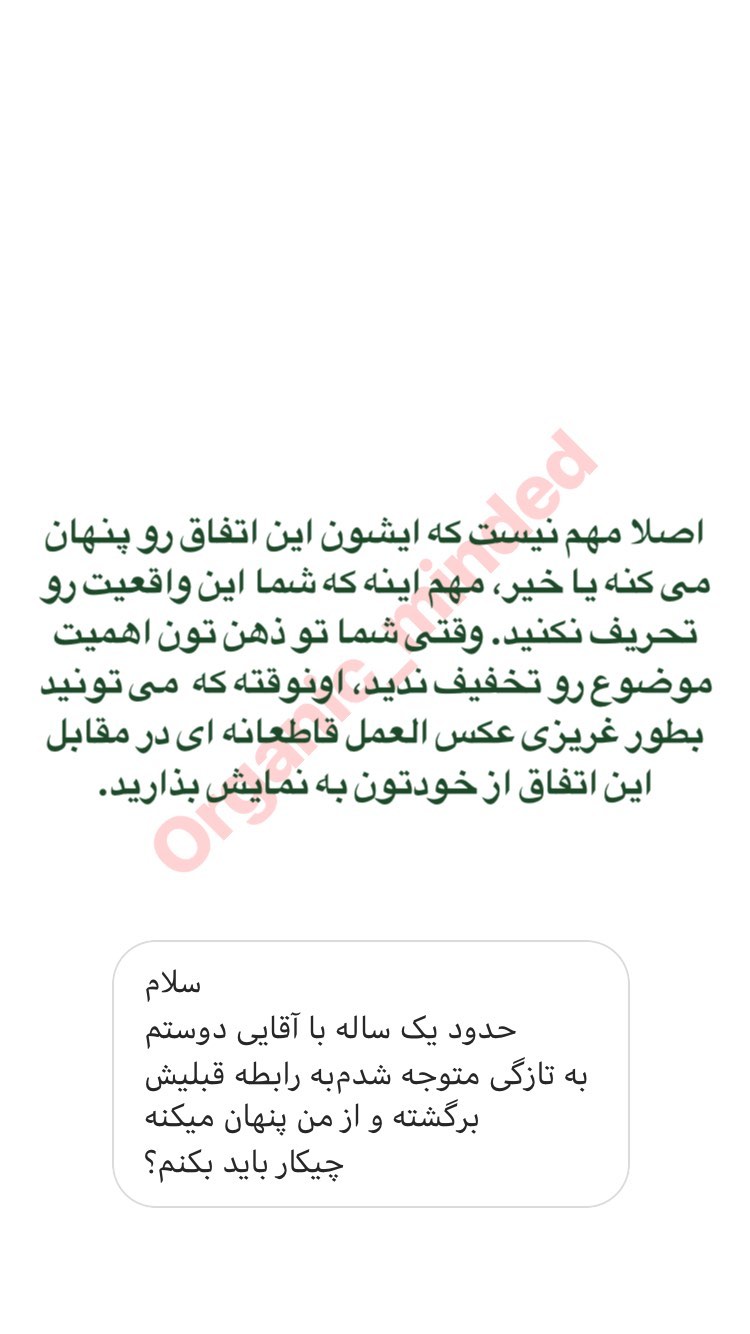 اصلا مهم نیست که ایشون این اتفاق رو پنهان
می کنه یا خیر، مهم اینه که شما این واقعیت رو
تحریف نکنید. وقتی شما تو ذهن تون اهمیت
موضوع رو تخفیف ندید، اونوقته که می تونید
بطور غریزی عکس العمل قاطعانه ای در مقابل
این اتفاق از خودتون به نمایش بذارید.
Organic_minded
سلام
حدود یک ساله با آقایی دوستم
به تازگی متوجه شدم‌به رابطه قبلیش
برگشته و از من پنهان میکنه
چیکار باید بکنم؟